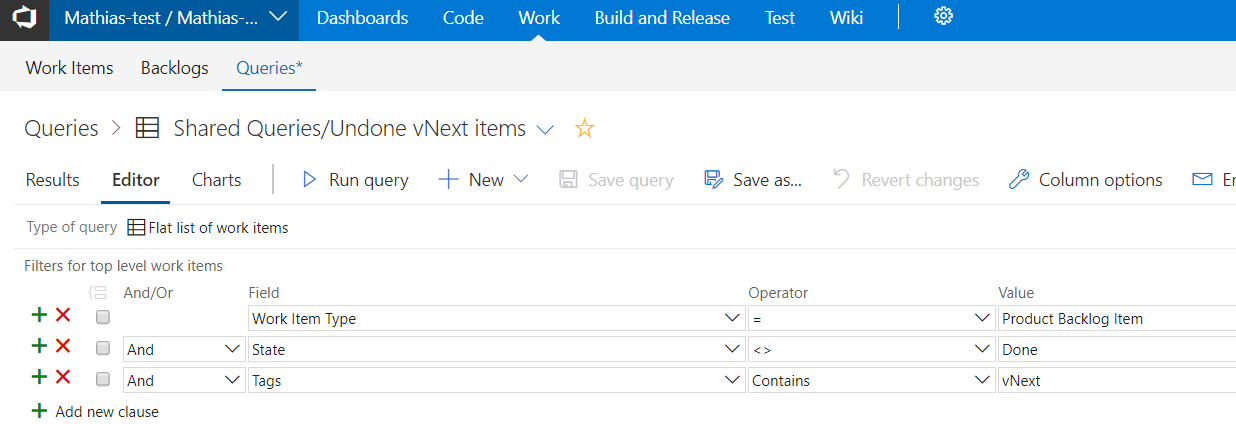 Mathias-test / Mathias-... Dashboards Code Work Build and Release Test Wiki
Work Items Backlogs Queries*
Queries > Shared Queries/Undone vNext items
Results Editor Charts Run query New Save query Save as... Revert changes Column options
Type of query Flat list of work items
Filters for top level work items
And/Or Field Operator Value
Work Item Type = Product Backlog Item
And State <> Done
And Tags Contains vNext
Add new clause